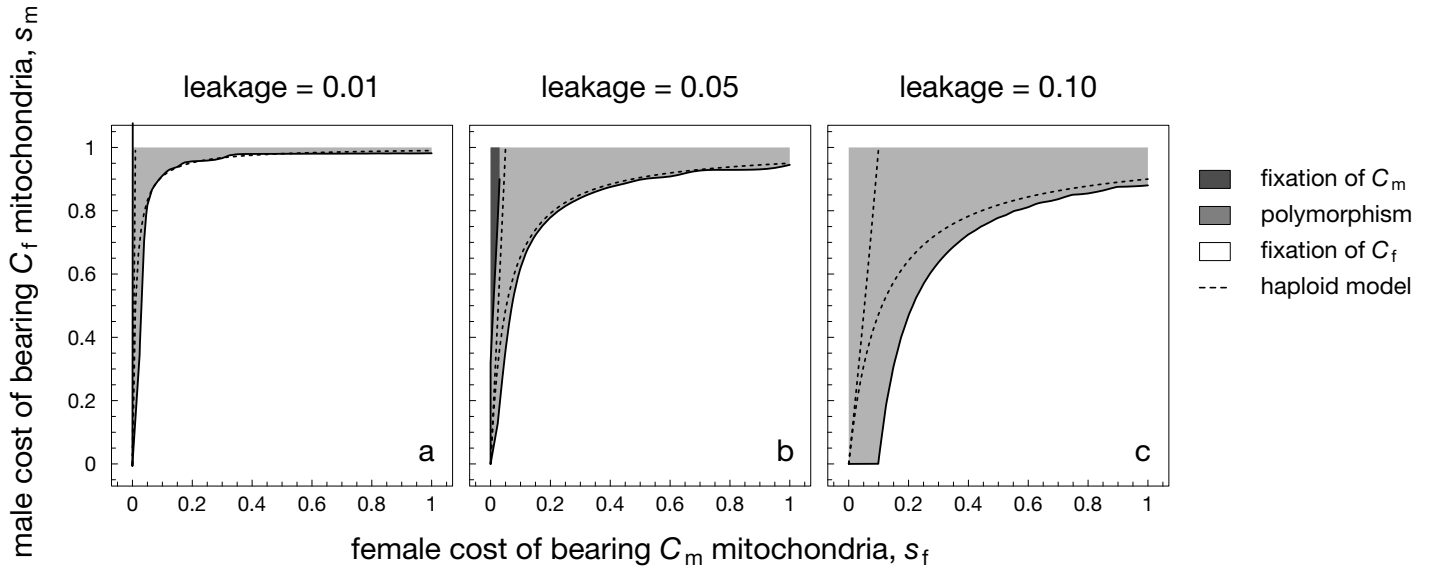 leakage = 0.01
leakage = 0.05
leakage = 0.10
male cost of bearing Cf mitochondria, sm
1
0.8
0.6
0.4
0.2
0
a
b
c
0 0.2 0.4 0.6 0.8 1
0 0.2 0.4 0.6 0.8 1
0 0.2 0.4 0.6 0.8 1
female cost of bearing Cm mitochondria, sf
fixation of Cm
polymorphism
fixation of Cf
haploid model